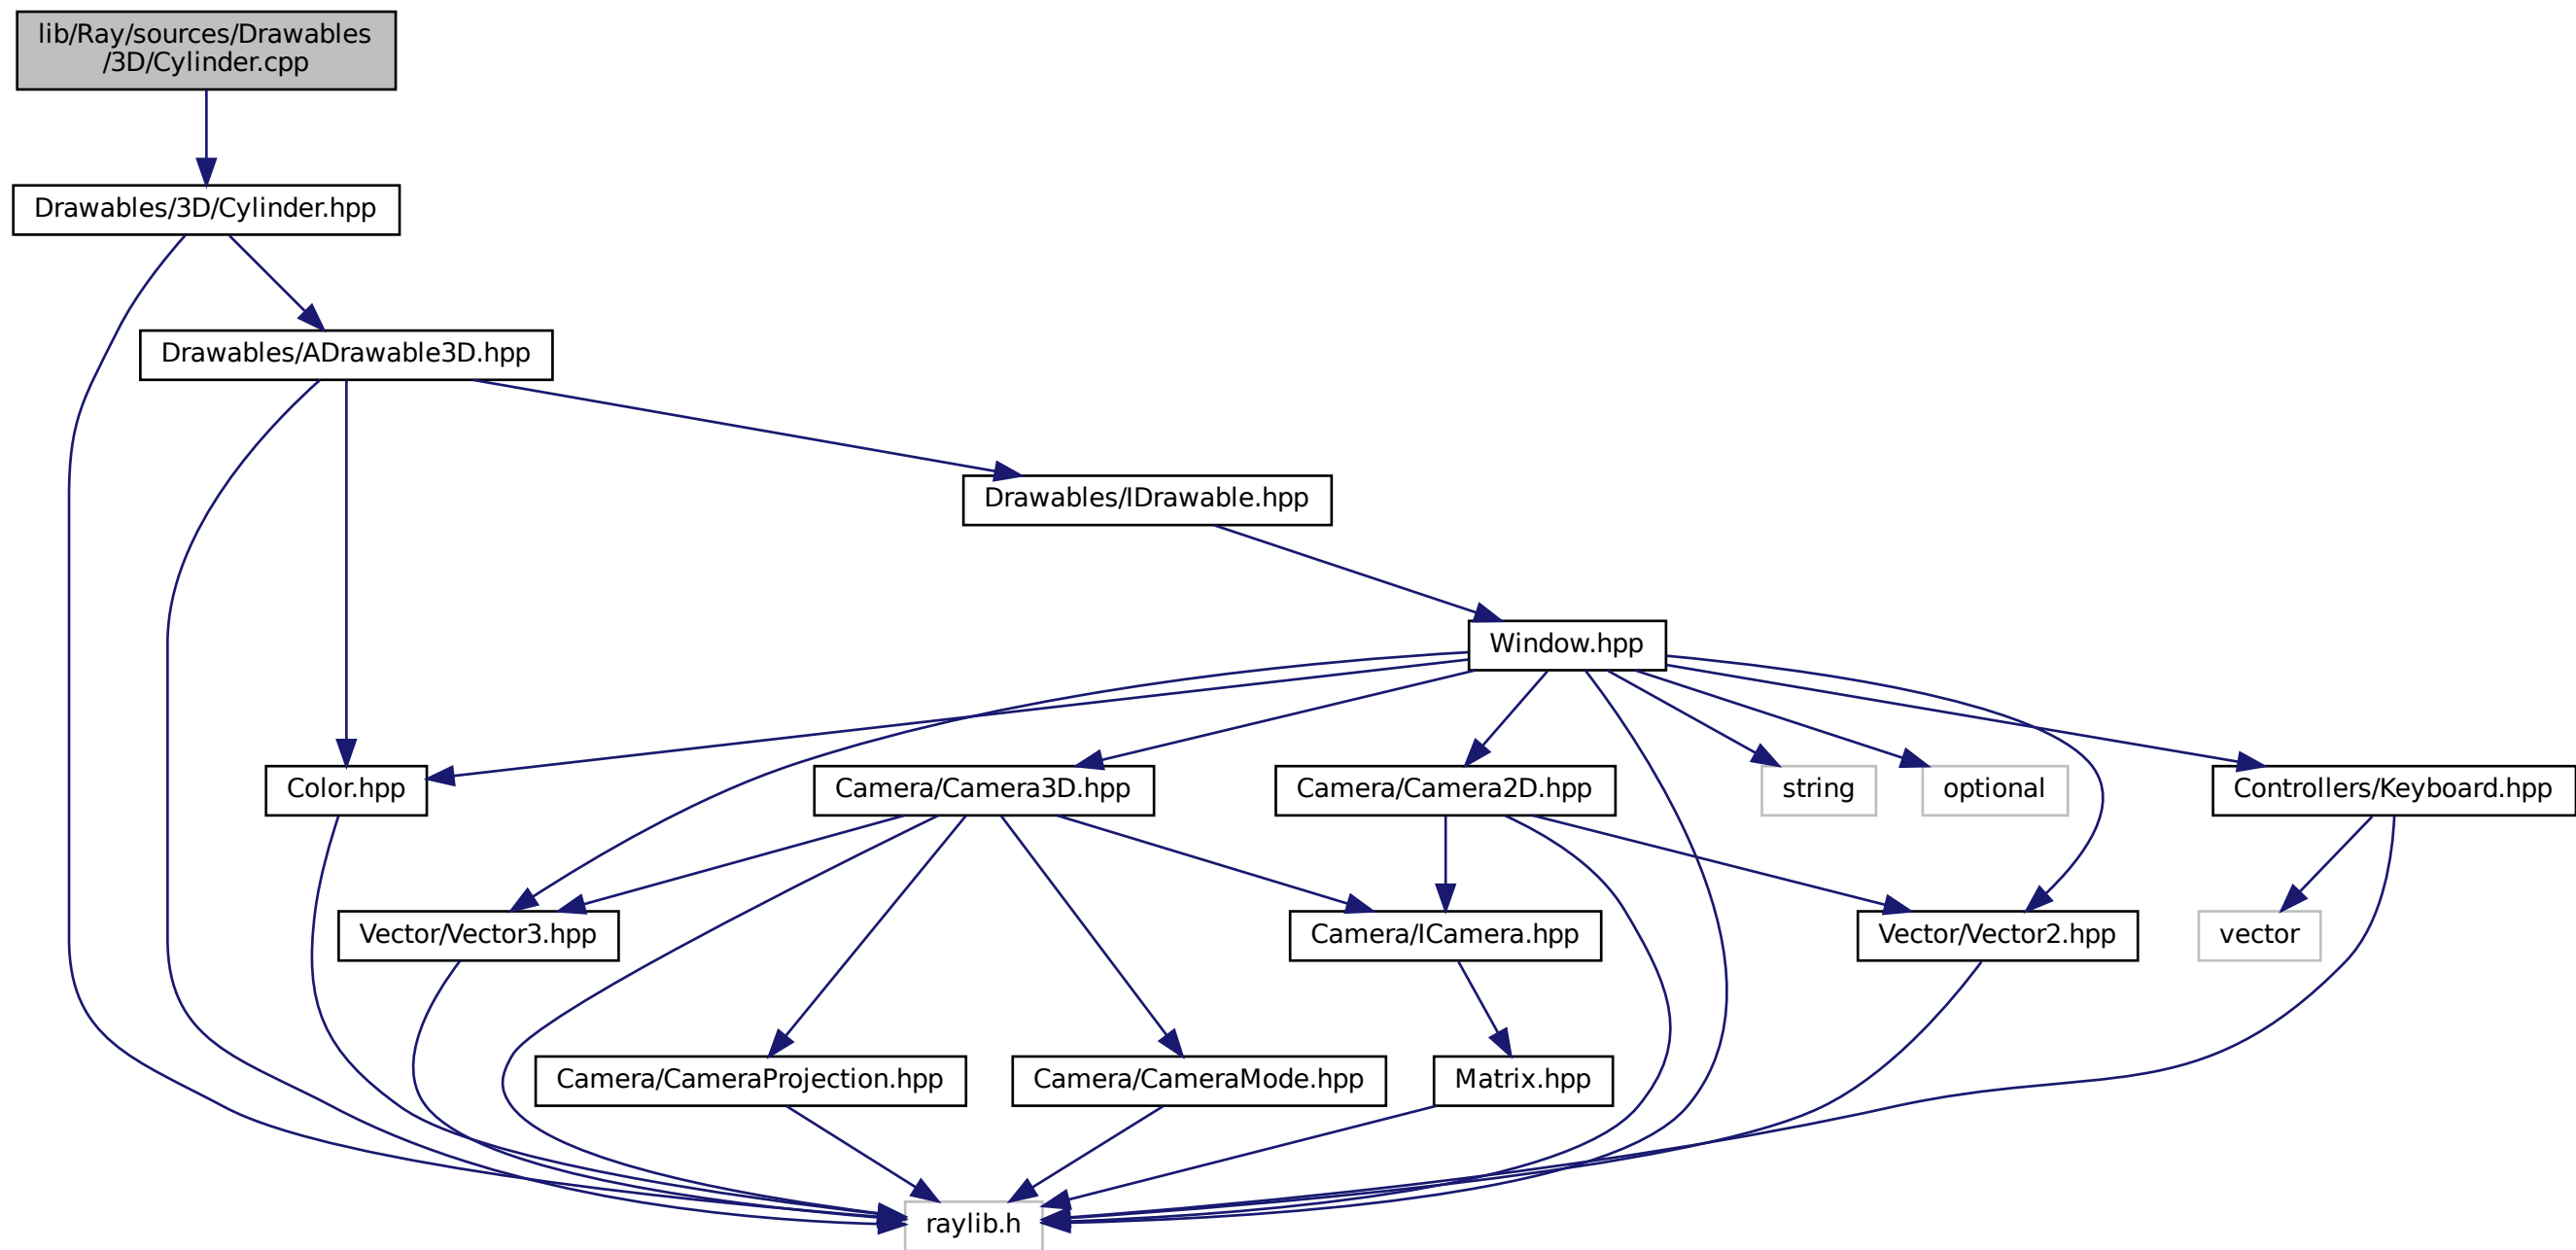 lib/Ray/sources/Drawables
/3D/Cylinder.cpp
Drawables/3D/Cylinder.hpp
Drawables/ADrawable3D.hpp
Drawables/IDrawable.hpp
Window.hpp
Color.hpp
Camera/Camera3D.hpp
Camera/Camera2D.hpp
string
optional
Controllers/Keyboard.hpp
Vector/Vector3.hpp
Camera/ICamera.hpp
Vector/Vector2.hpp
vector
Camera/CameraProjection.hpp
Camera/CameraMode.hpp
Matrix.hpp
raylib.h